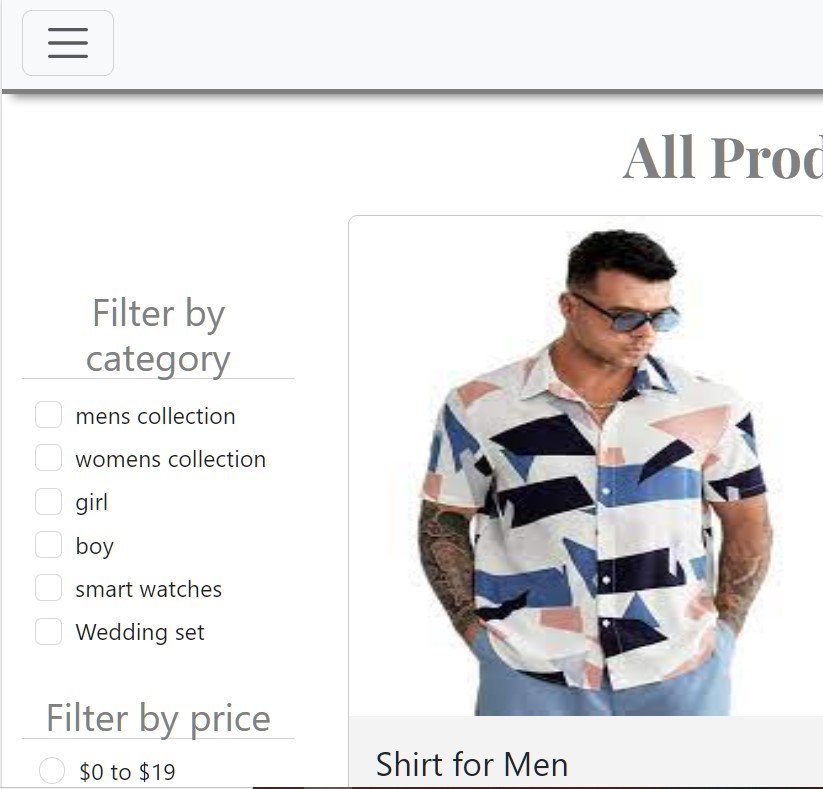 All Prod
Filter by
category
mens collection
womens collection
girl
boy
smart watches
Wedding set
Filter by price
$0 to $19
Shirt for Men